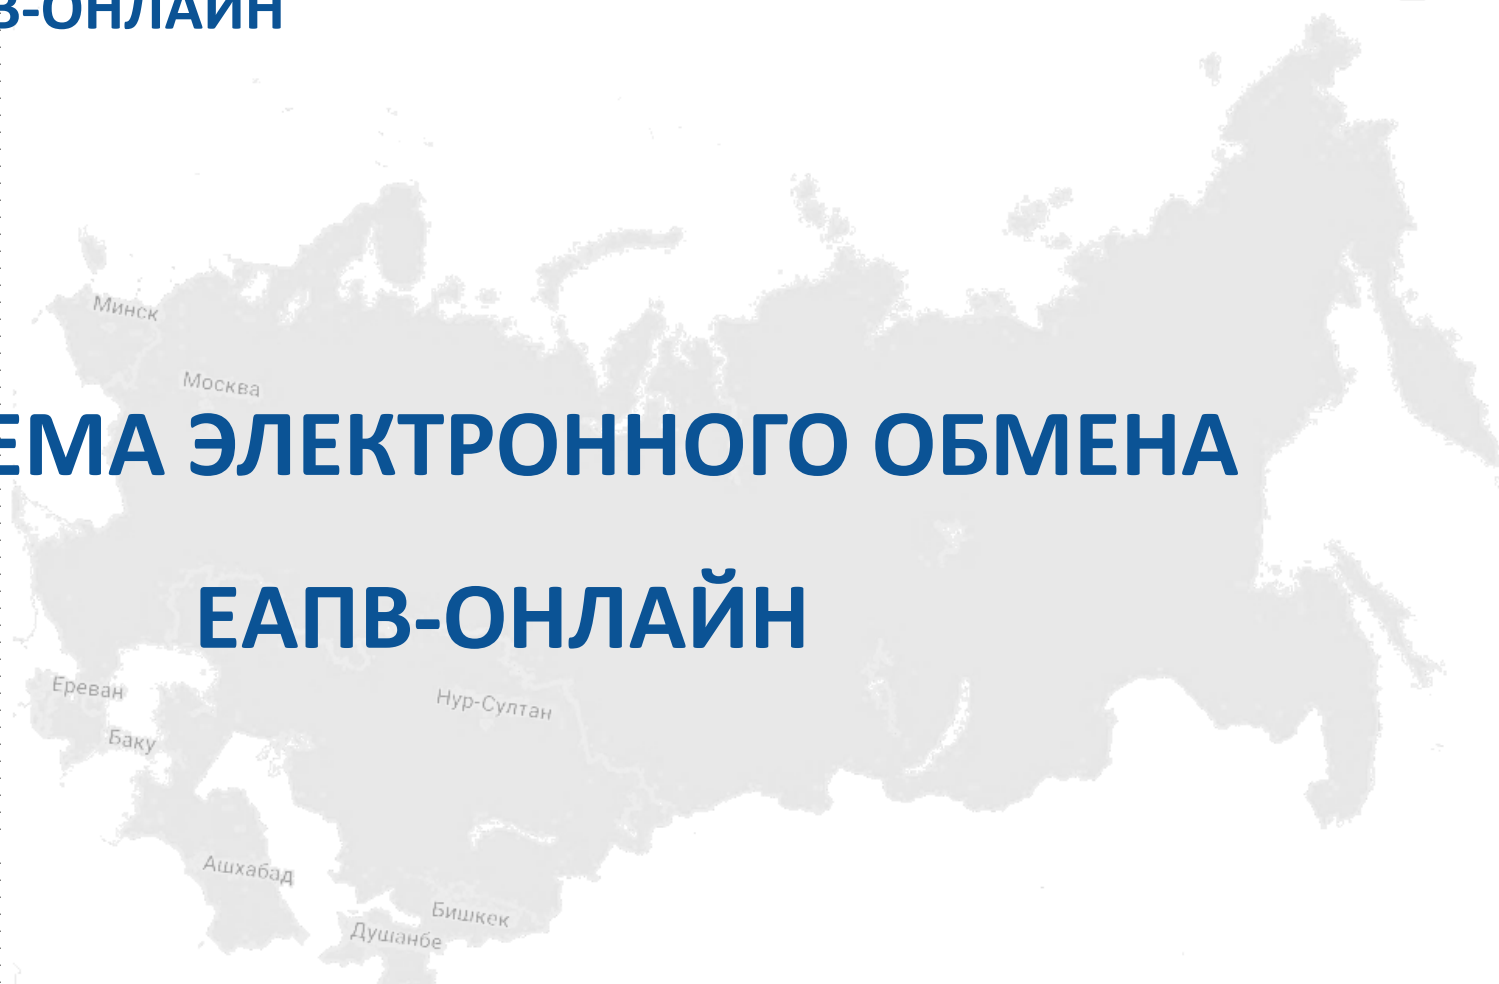 В-ОНЛАЙН
Минск
Москва
ЕМА ЭЛЕКТРОННОГО ОБМЕНА
ЕАПВ-ОНЛАЙН
Ереван
Нур-Султан
Баку
Ашхабад
Бишкек
Душанбе